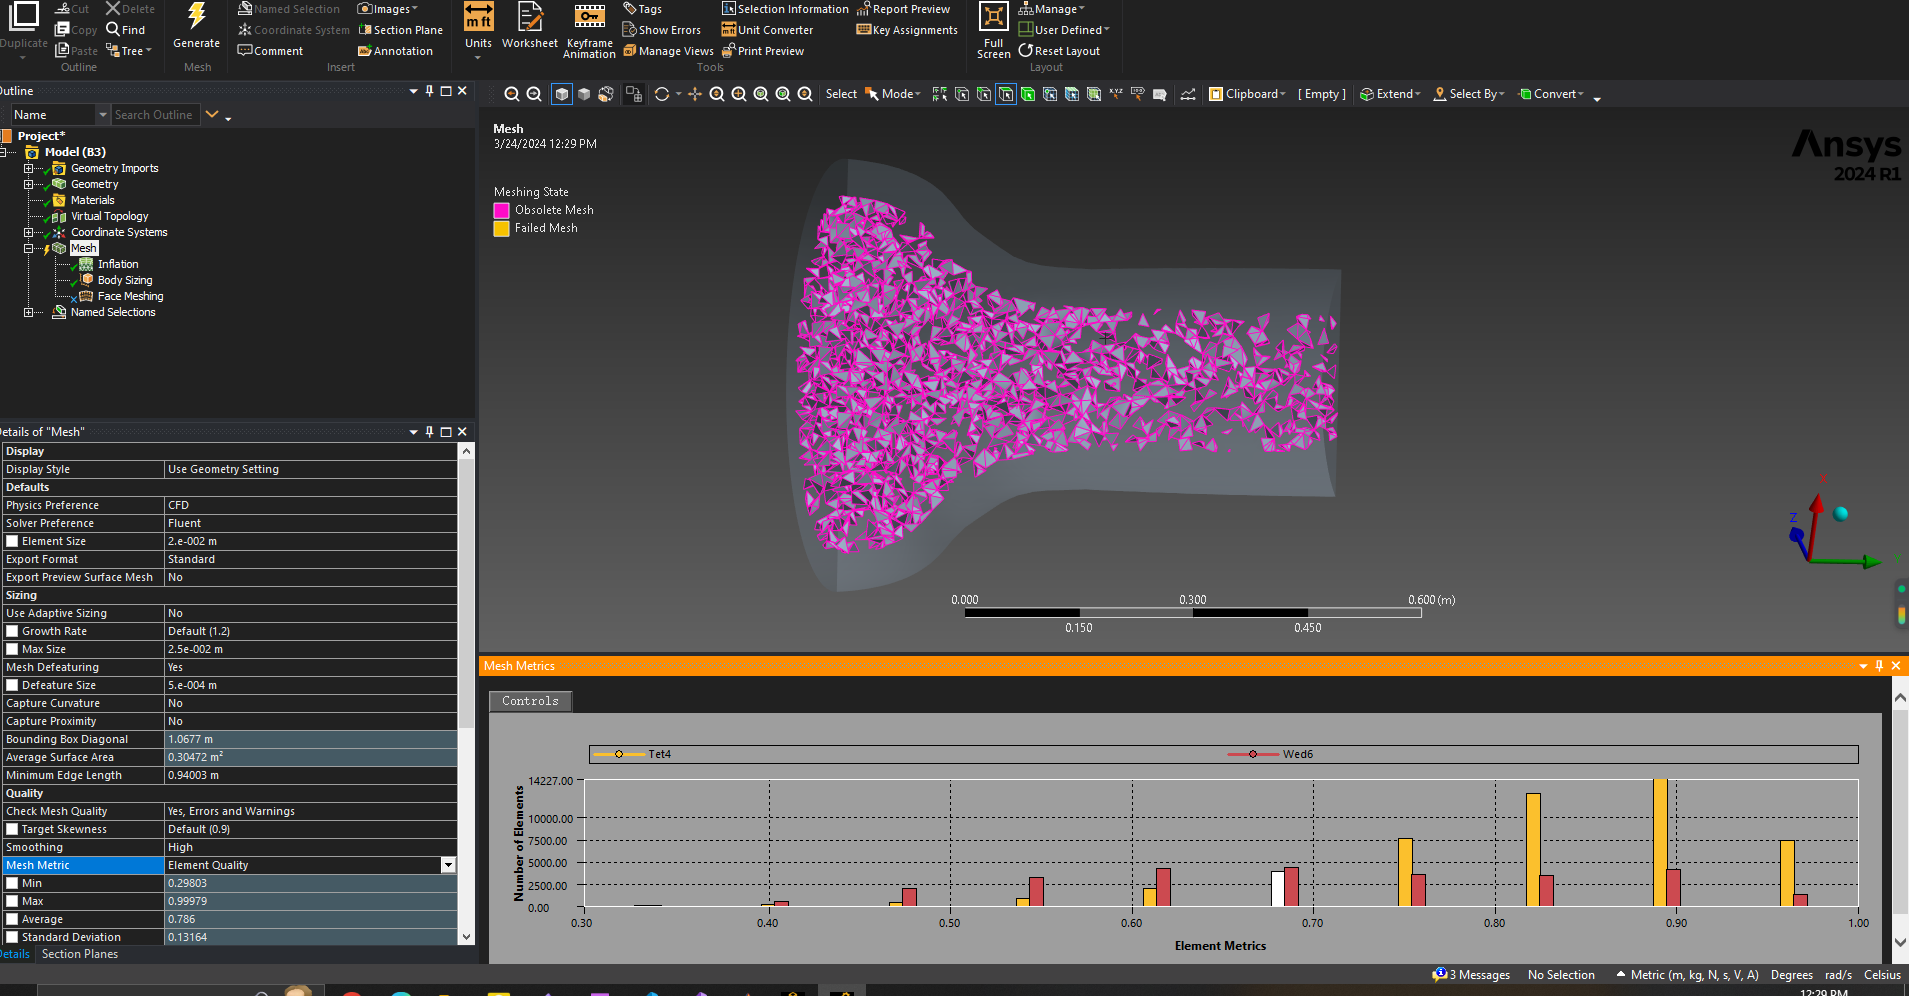 Cut
Delete
Named Selection
Images
Tags
Selection Information
Report Preview
Manage
Copy
Find
Coordinate System
Section Plane
Show Errors
Unit Converter
Key Assignments
User Defined
Duplicate
Paste
Tree
Generate
Comment
Annotation
m ft
Units
Worksheet
Keyframe
Animation
Manage Views
Print Preview
Full
Screen
Reset Layout
Outline
Mesh
Insert
Tools
Layout
Outline
Name
Search Outline
Project*
Model (B3)
Geometry Imports
Geometry
Materials
Virtual Topology
Coordinate Systems
Mesh
Inflation
Body Sizing
Face Meshing
Named Selections
Select
Mode
Clipboard
[ Empty ]
Extend
Select By
Convert
Mesh
3/24/2024 12:29 PM
Meshing State
Obsolete Mesh
Failed Mesh
Ansys
2024 R1
X
Z
Y
0.000
0.300
0.600 (m)
0.150
0.450
etails of "Mesh"
Display
Display Style Use Geometry Setting
Defaults
Physics Preference CFD
Solver Preference Fluent
Element Size 2.e-002 m
Export Format Standard
Export Preview Surface Mesh No
Sizing
Use Adaptive Sizing No
Growth Rate Default (1.2)
Max Size 2.5e-002 m
Mesh Defeaturing Yes
Defeature Size 5.e-004 m
Capture Curvature No
Capture Proximity No
Bounding Box Diagonal 1.0677 m
Average Surface Area 0.30472 m²
Minimum Edge Length 0.94003 m
Quality
Check Mesh Quality Yes, Errors and Warnings
Target Skewness Default (0.9)
Smoothing High
Mesh Metric Element Quality
Min 0.29803
Max 0.99979
Average 0.786
Standard Deviation 0.13164
etails
Section Planes
Mesh Metrics
Controls
Tet4
Wed6
Number of Elements
14227.00
10000.00
7500.00
5000.00
2500.00
0.00
0.30 0.40 0.50 0.60 0.70 0.80 0.90 1.00
Element Metrics
3 Messages
No Selection
Metric (m, kg, N, s, V, A)
Degrees
rad/s
Celsius
12:29 PM